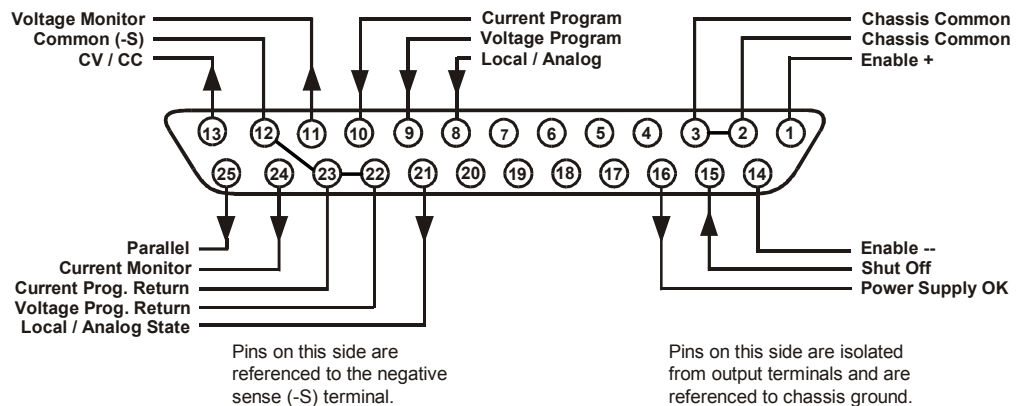 Voltage Monitor
Common (-S)
CV / CC
Current Program
Voltage Program
Local / Analog
Chassis Common
Chassis Common
Enable +
13 12 11 10 9 8 7 6 5 4 3 2 1
25 24 23 22 21 20 19 18 17 16 15 14
Parallel
Current Monitor
Current Prog. Return
Voltage Prog. Return
Local / Analog State
Enable --
Shut Off
Power Supply OK
Pins on this side are
referenced to the negative
sense (-S) terminal.
Pins on this side are isolated
from output terminals and are
referenced to chassis ground.